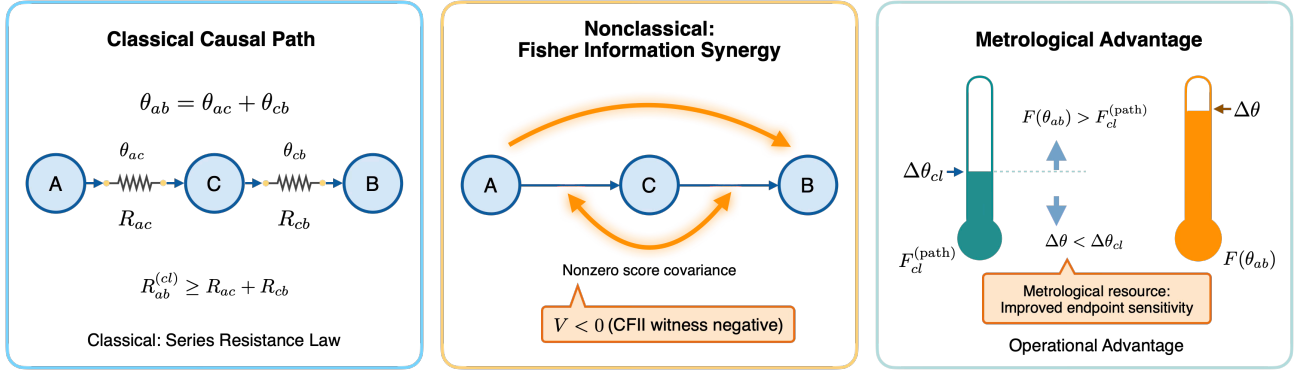 Classical Causal Path
θ_ab = θ_ac + θ_cb
θ_ac
θ_cb
A
C
B
R_ac
R_cb
R_ab^(cl) ≥ R_ac + R_cb
Classical: Series Resistance Law
Nonclassical:
Fisher Information Synergy
A
C
B
Nonzero score covariance
V < 0 (CFII witness negative)
Metrological Advantage
F(θ_ab) > F_cl^(path)
Δθ
Δθ_cl
Δθ < Δθ_cl
F_cl^(path)
F(θ_ab)
Metrological resource:
Improved endpoint sensitivity
Operational Advantage